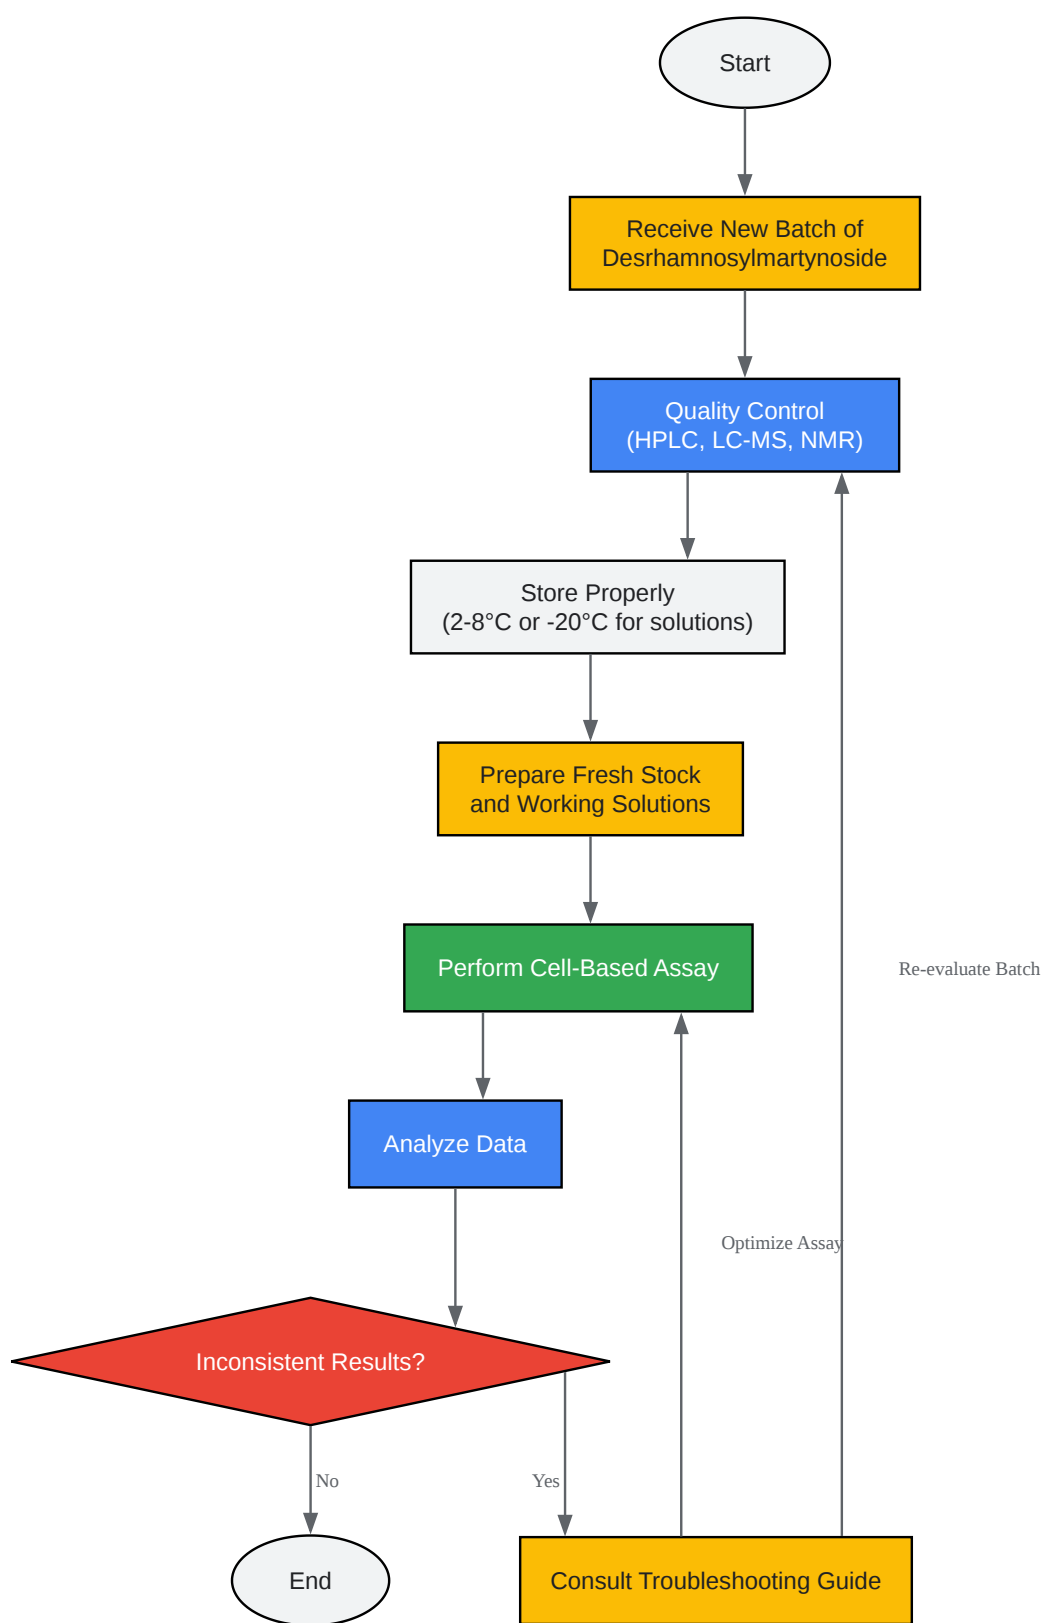 Start
Receive New Batch of
Desrhamnosylmartynoside
Quality Control
(HPLC, LC-MS, NMR)
Store Properly
(2-8°C or -20°C for solutions)
Prepare Fresh Stock
and Working Solutions
Perform Cell-Based Assay
Re-evaluate Batch
Analyze Data
Optimize Assay
Inconsistent Results?
No
Yes
End
Consult Troubleshooting Guide